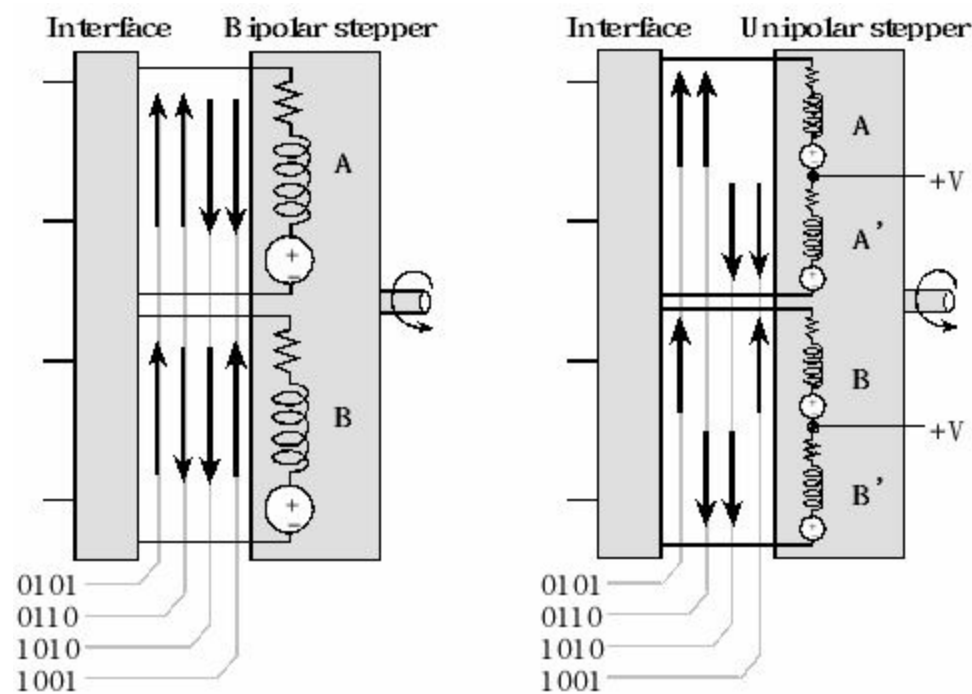 Interface Bipolar stepper
A
B
0101
0110
1010
1001
Interface Unipolar stepper
A
+V
A'
B
+V
B'
0101
0110
1010
1001